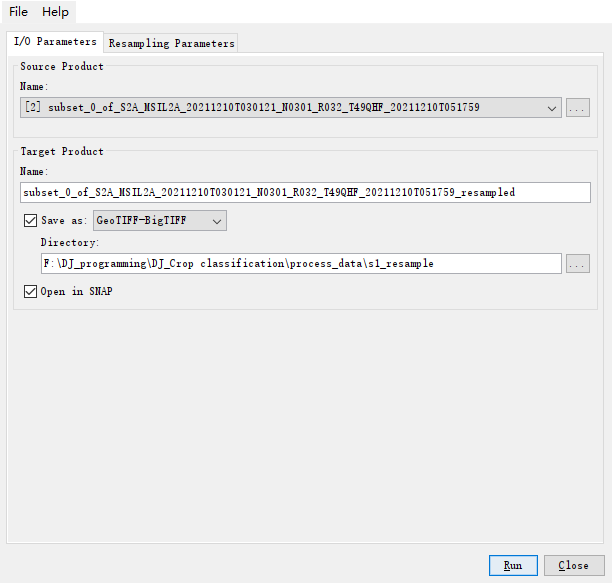 File Help
I/O Parameters Resampling Parameters
Source Product
Name:
[2] subset_0_of_S2A_MSIL2A_20211210T030121_N0301_R032_T49QHF_20211210T051759 ...
Target Product
Name:
subset_0_of_S2A_MSIL2A_20211210T030121_N0301_R032_T49QHF_20211210T051759_resampled
Save as: GeoTIFF-BigTIFF
Directory:
F:\DJ_programming\DJ_Crop classification\process_data\s1_resample ...
Open in SNAP
Run Close